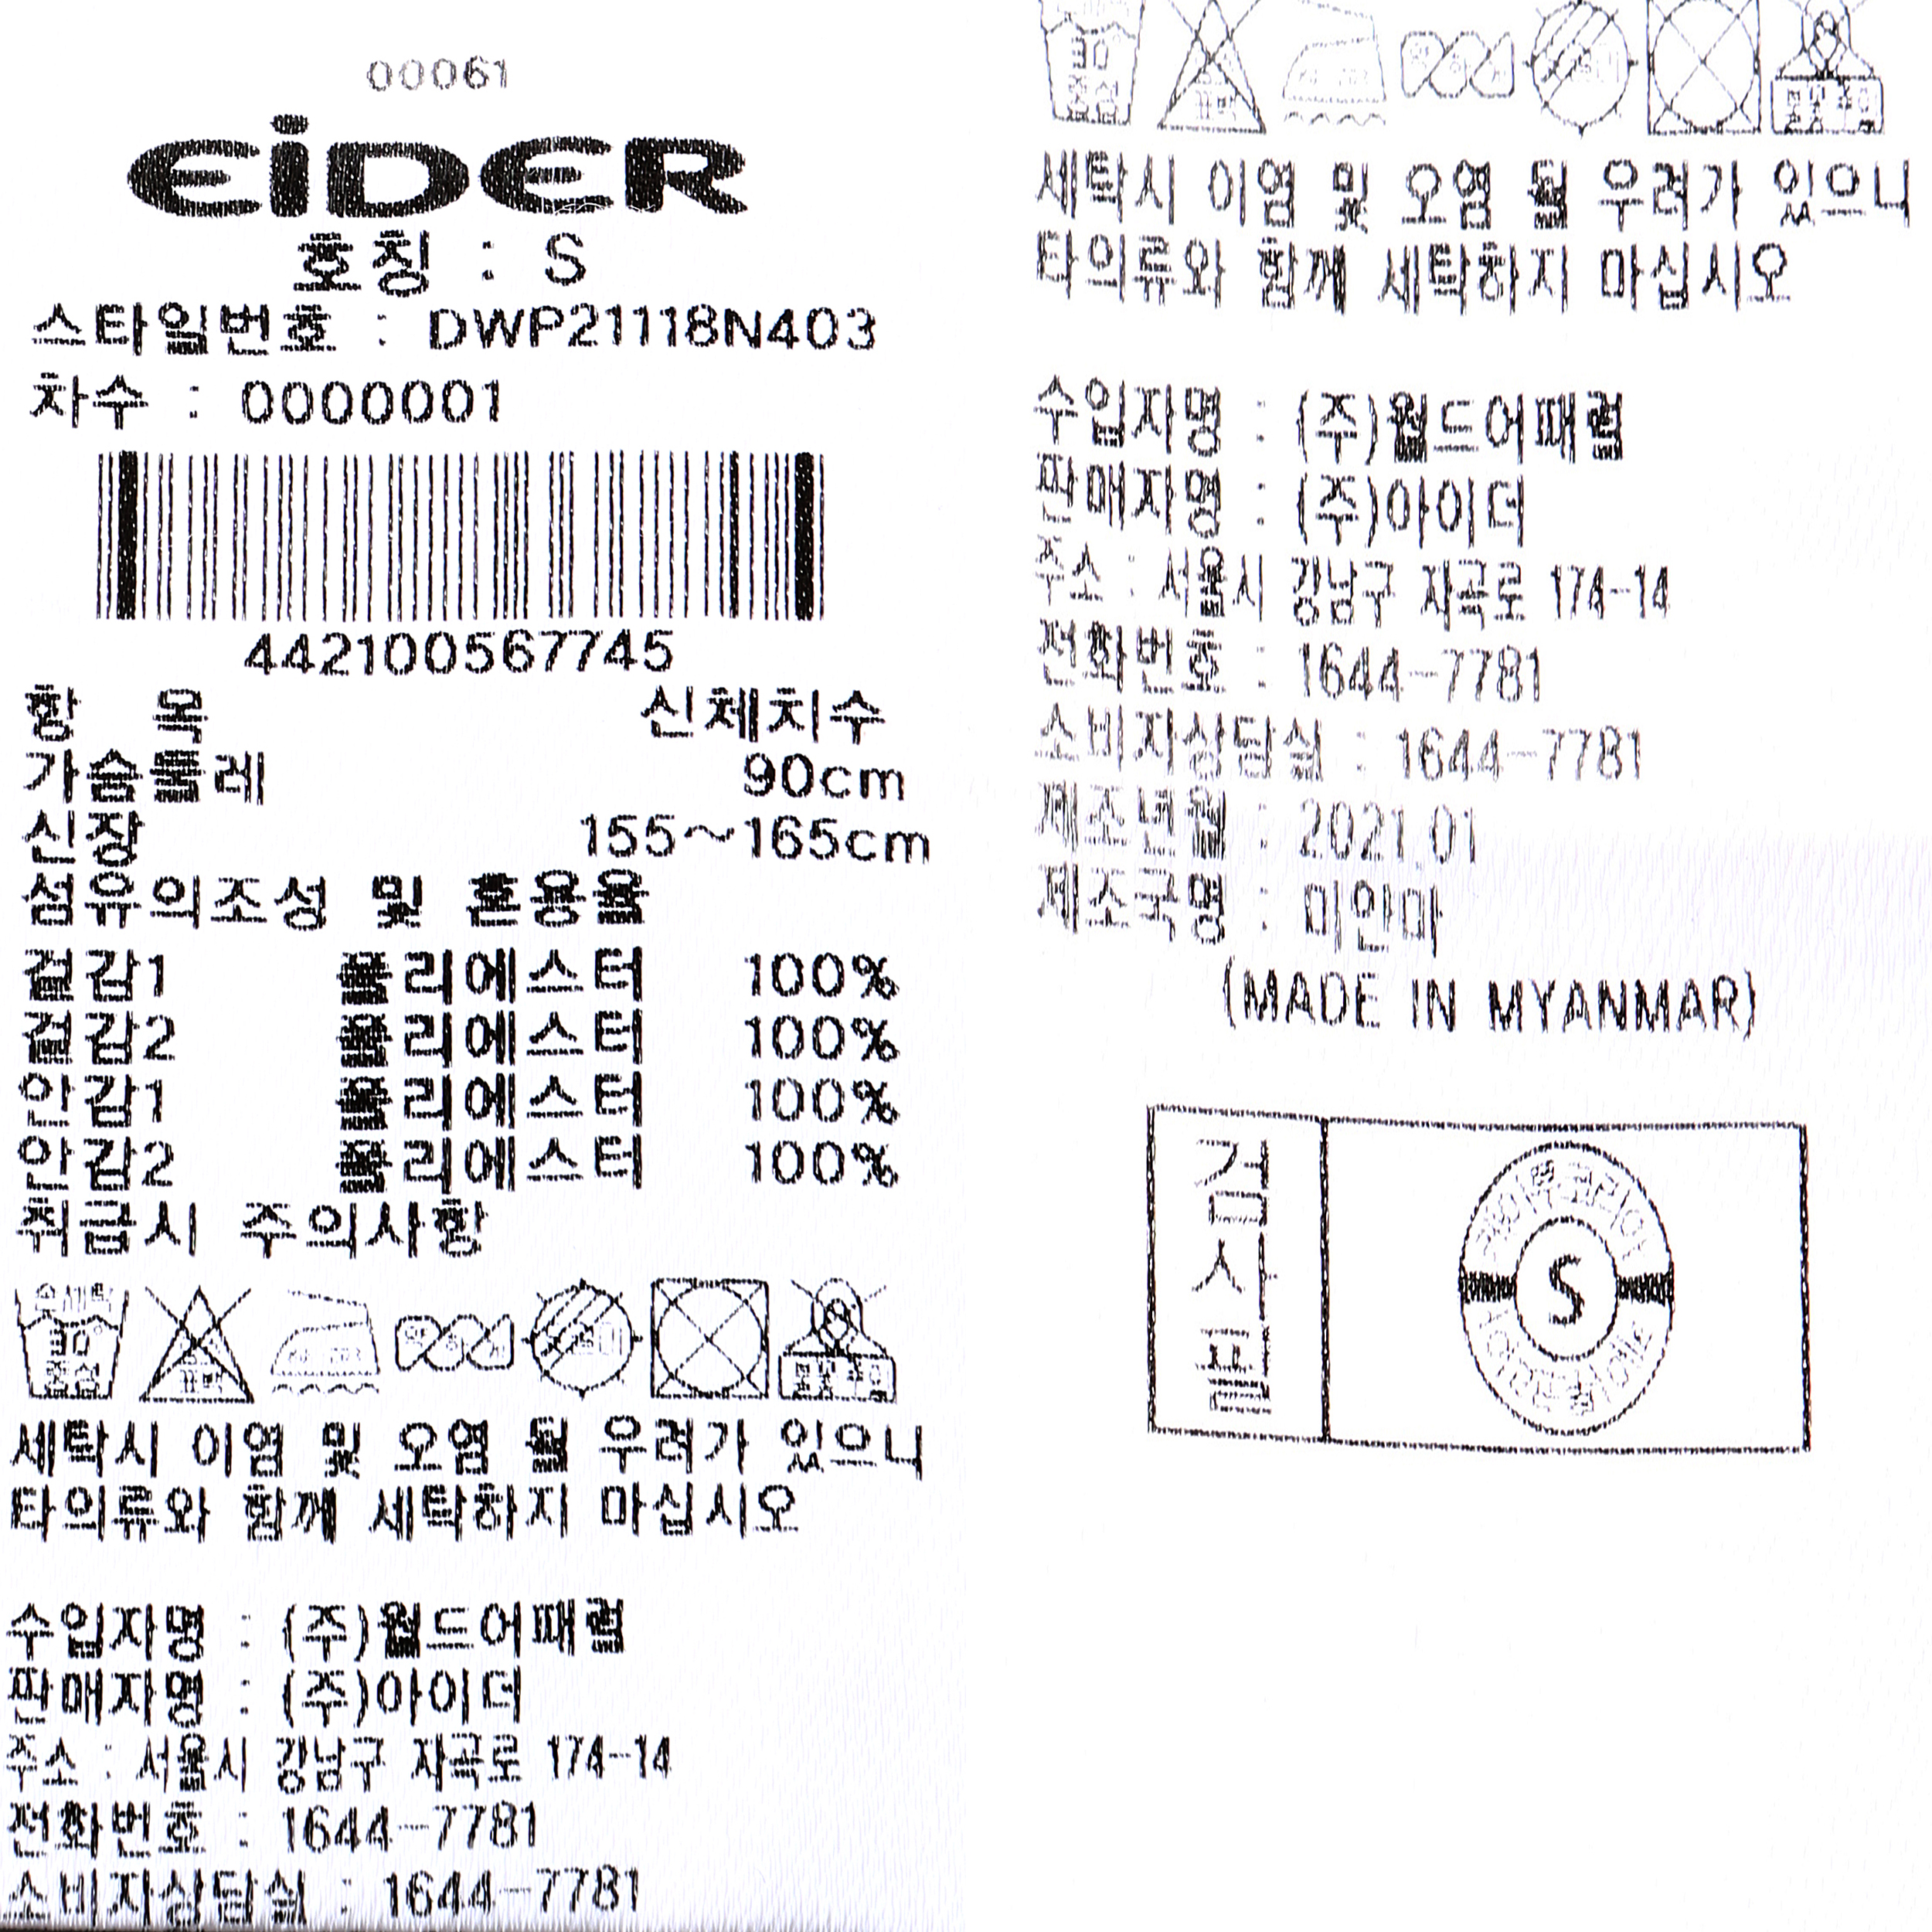 00061
EiDER
호칭 : S
스타일번호 : DWP21118N403
차수 : 0000001
442100567745
항 목 신체치수
가슴둘레 90cm
신장 155~165cm
섬유의조성 및 혼용율
겉감1 폴리에스터 100%
겉감2 폴리에스터 100%
안감1 폴리에스터 100%
안감2 폴리에스터 100%
취급시 주의사항
손세탁
30°
중성
세탁시 이염 및 오염 될 우려가 있으니
타의류와 함께 세탁하지 마십시오
수입자명 : (주)월드어패럴
판매자명 : (주)아이더
주소 : 서울시 강남구 자곡로 174-14
전화번호 : 1644-7781
소비자상담실 : 1644-7781
중성
세탁시 이염 및 오염 될 우려가 있으니
타의류와 함께 세탁하지 마십시오
수입자명 : (주)월드어패럴
판매자명 : (주)아이더
주소 : 서울시 강남구 자곡로 174-14
전화번호 : 1644-7781
소비자상담실 : 1644-7781
제조년월 : 2021.01
제조국명 : 미얀마
(MADE IN MYANMAR)
검사필
S